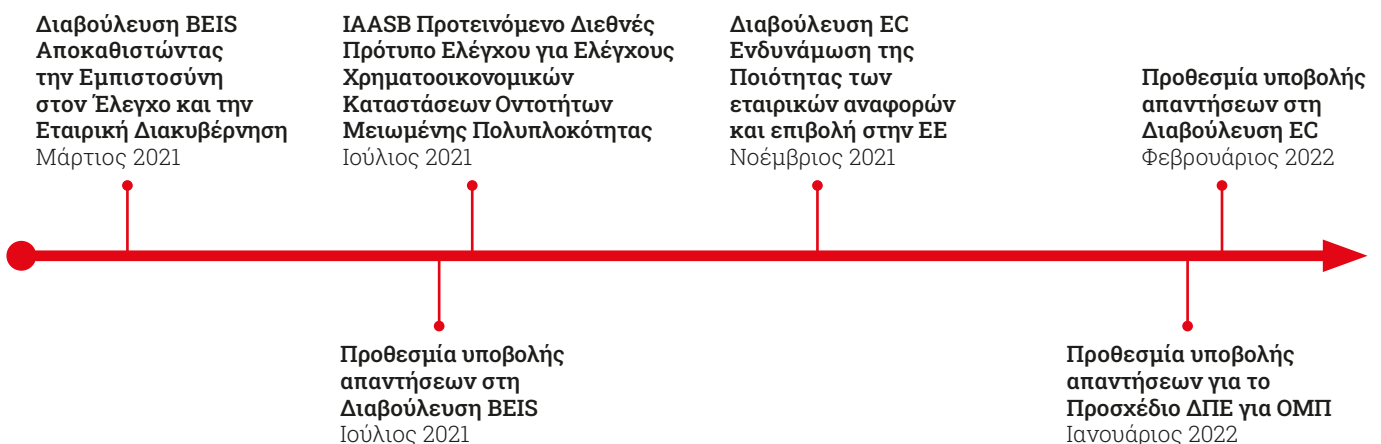 Διαβούλευση BEIS
Αποκαθιστώντας
την Εμπιστοσύνη
στον Έλεγχο και την
Εταιρική Διακυβέρνηση
Μάρτιος 2021
IAASB Προτεινόμενο Διεθνές
Πρότυπο Ελέγχου για Ελέγχους
Χρηματοοικονομικών
Καταστάσεων Οντοτήτων
Μειωμένης Πολυπλοκότητας
Ιούλιος 2021
Διαβούλευση EC
Ενδυνάμωση της
Ποιότητας των
εταιρικών αναφορών
και επιβολή στην ΕΕ
Νοέμβριος 2021
Προθεσμία υποβολής
απαντήσεων στη
Διαβούλευση EC
Φεβρουάριος 2022
Προθεσμία υποβολής
απαντήσεων στη
Διαβούλευση BEIS
Ιούλιος 2021
Προθεσμία υποβολής
απαντήσεων για το
Προσχέδιο ΔΠΕ για ΟΜΠ
Ιανουάριος 2022